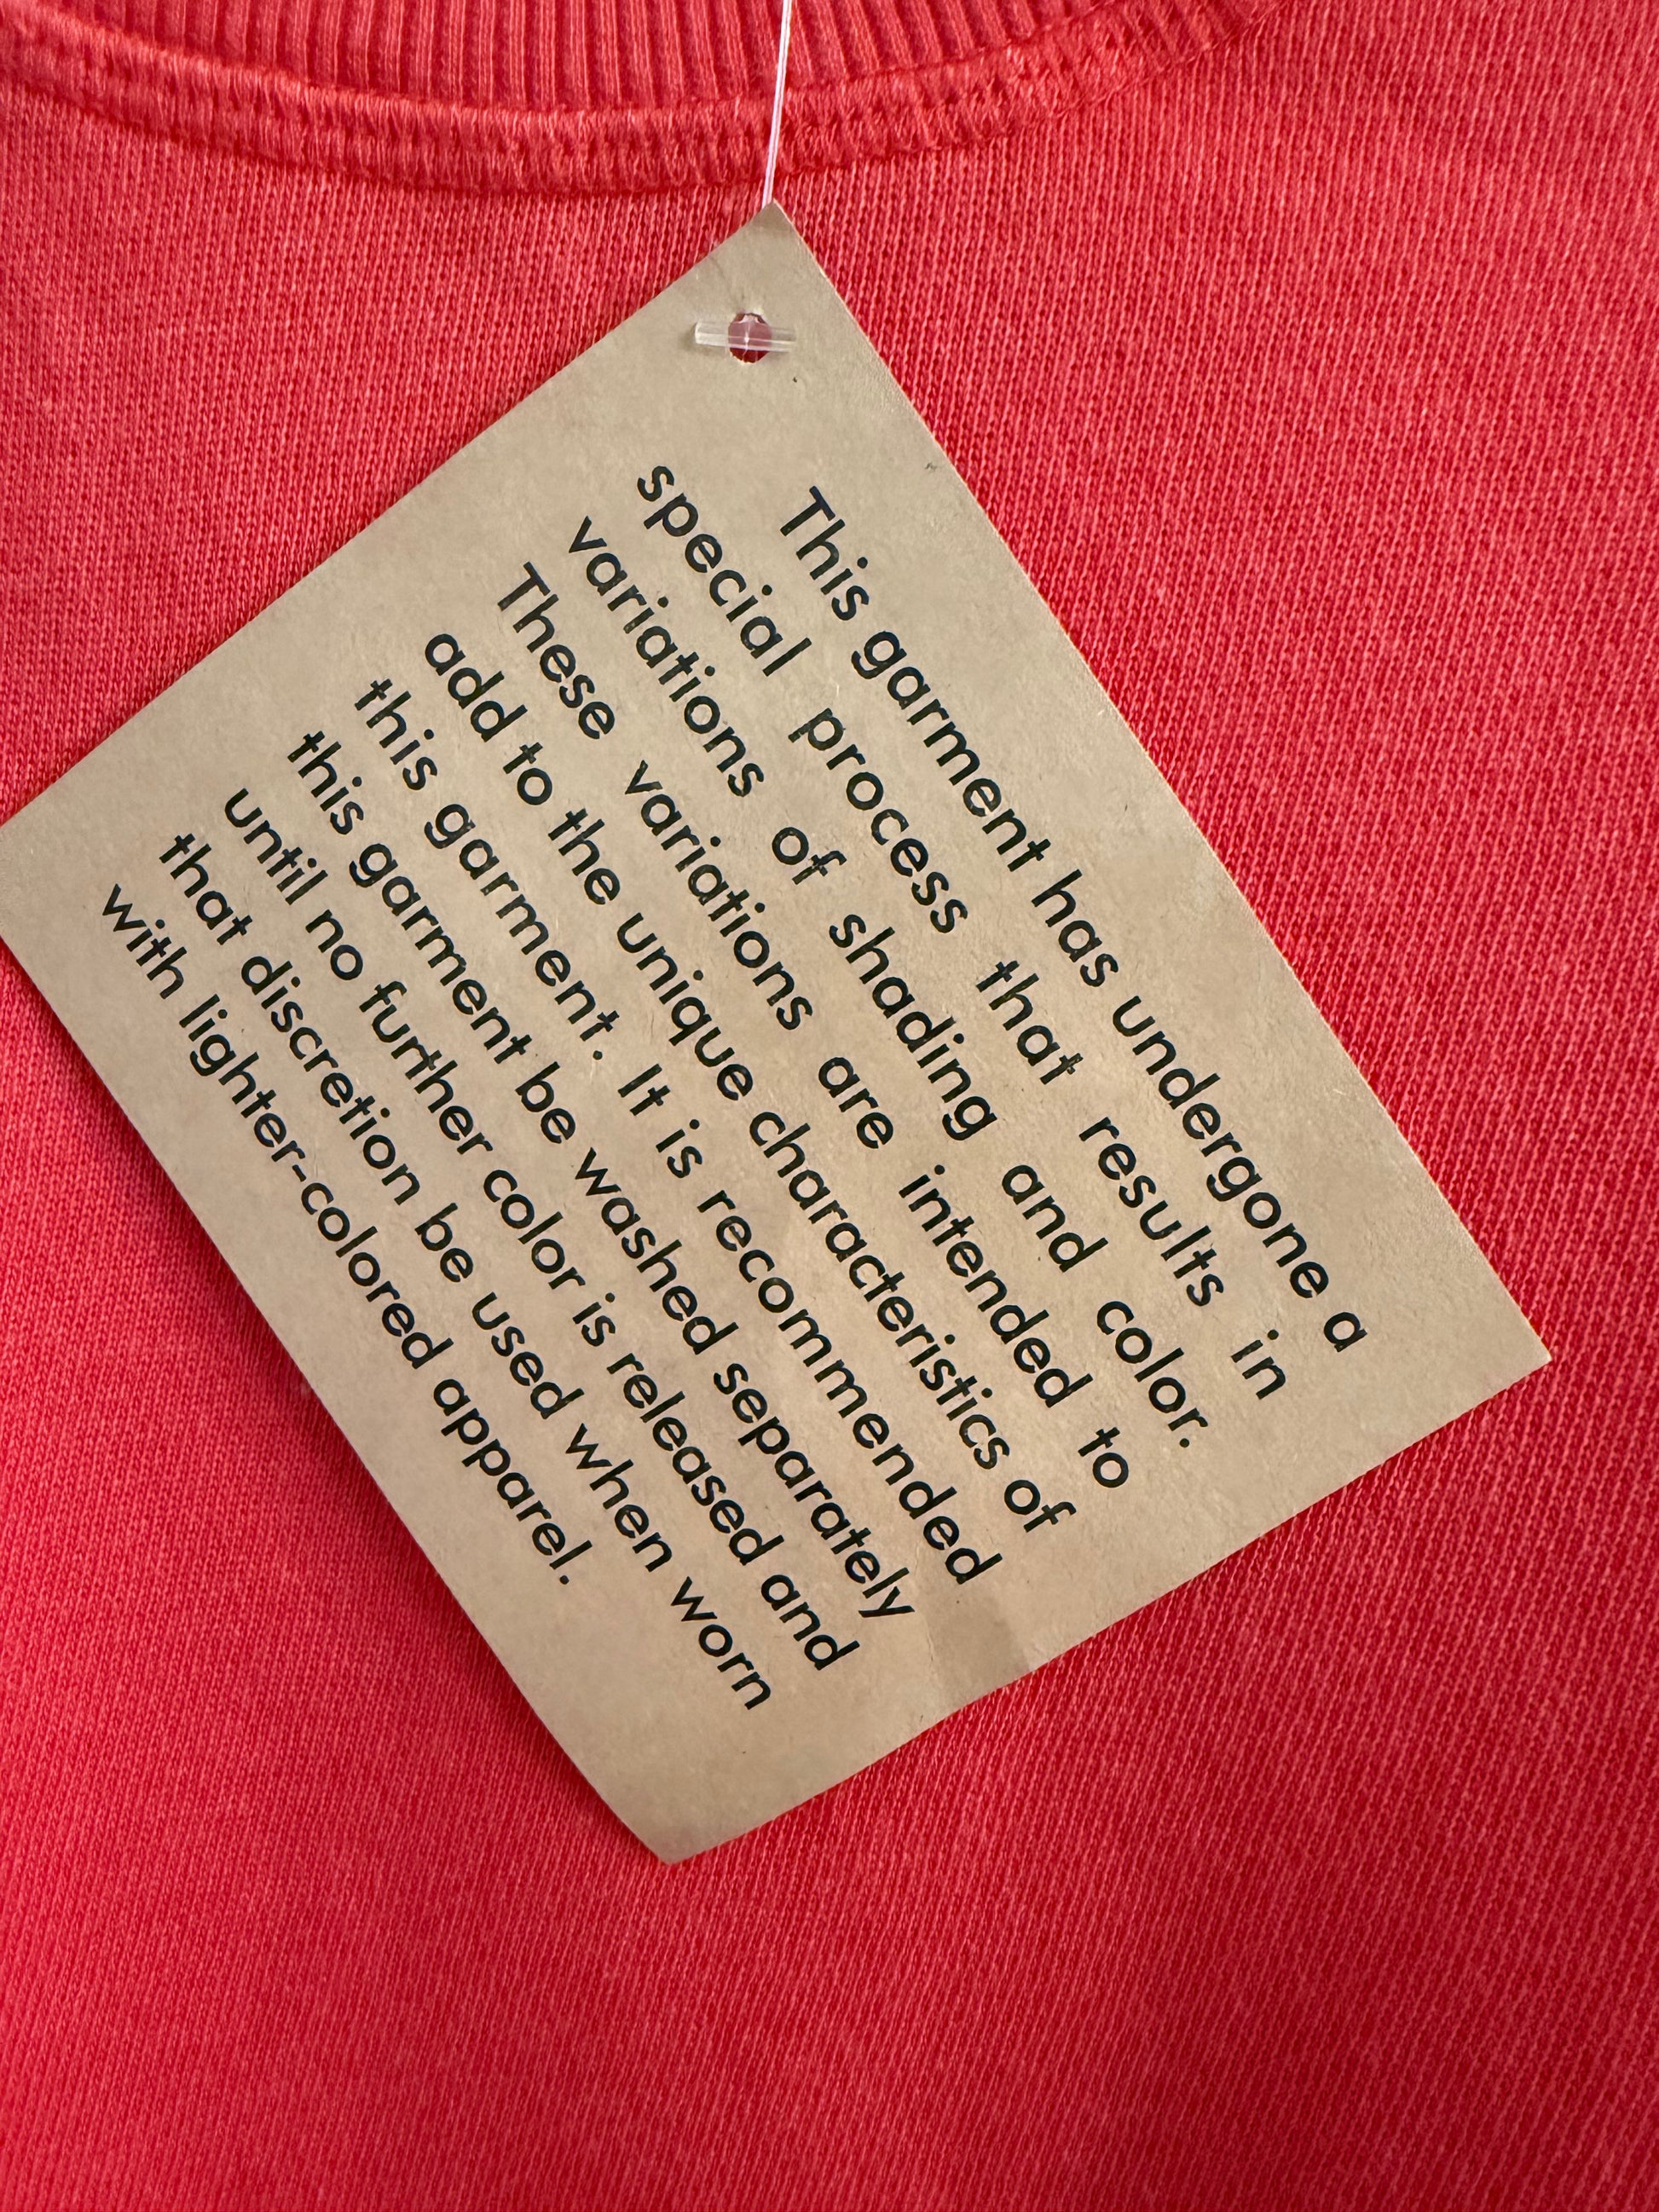 This garment has undergone a
special process that results in
variations of shading and color.
These variations are intended to
add to the unique characteristics of
this garment. It is recommended
this garment be washed separately
until no further color is released and
that discretion be used when worn
with lighter-colored apparel.